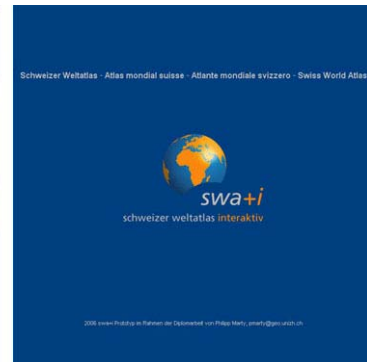 Schweizer Weltatlas - Atlas mondial suisse - Atlante mondiale svizzero - Swiss World Atlas
swa+i
schweizer weltatlas interaktiv
2006 swa+i Prototyp im Rahmen der Diplomarbeit von Philipp Marty, pmarty@geo.unizh.ch